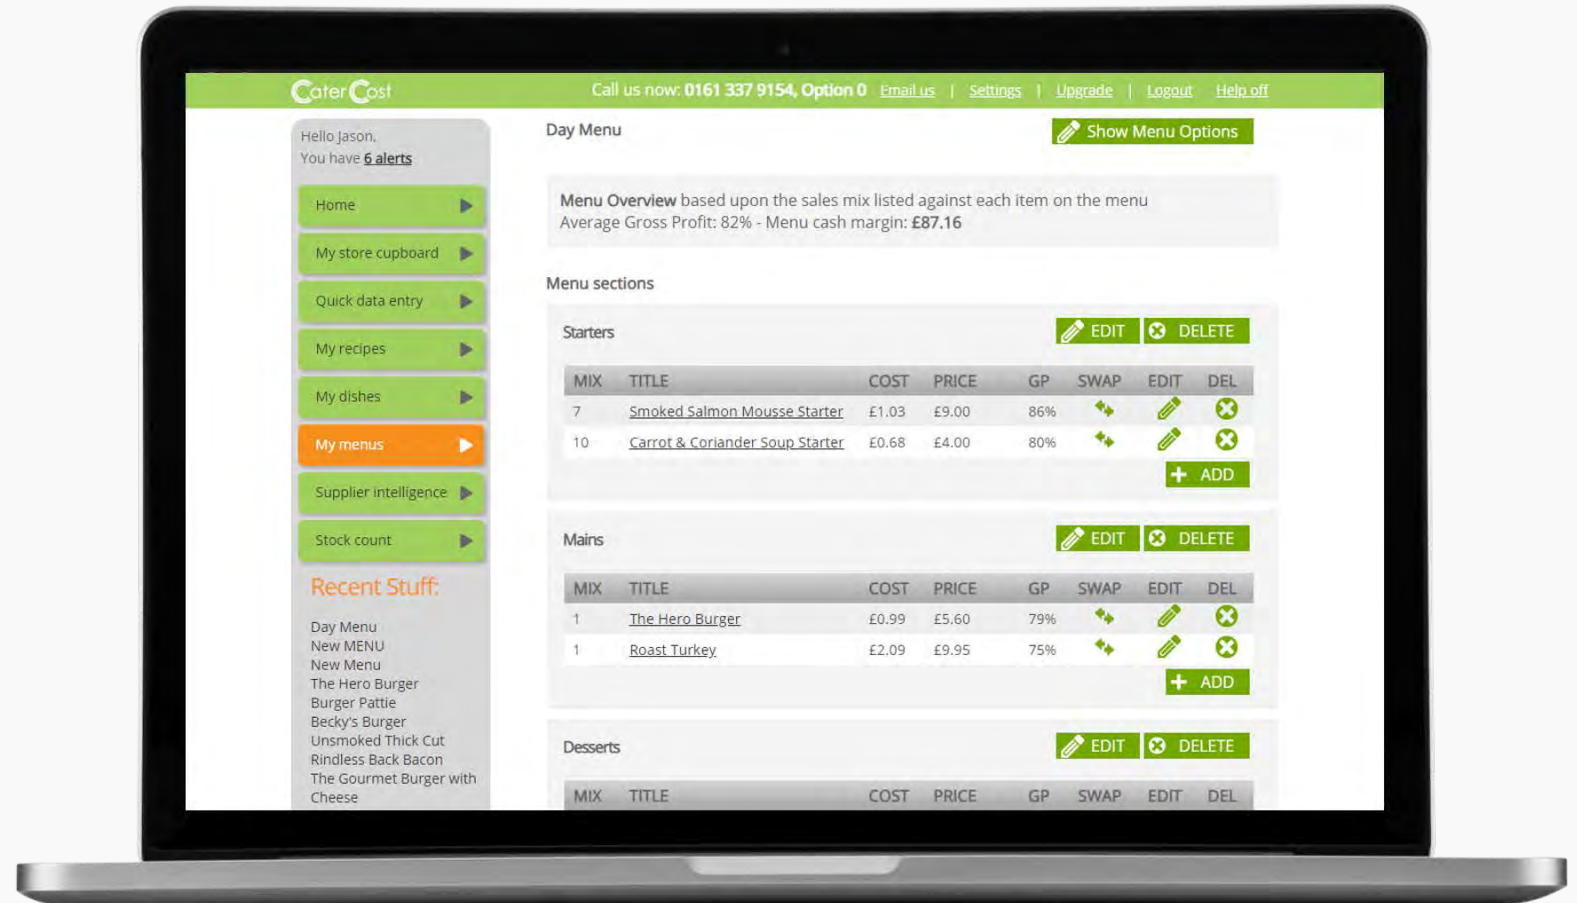 CaterCost
Call us now: 0161 337 9154, Option 0 Email us | Settings | Upgrade | Logout Help off
Hello Jason,
You have 6 alerts
Home
My store cupboard
Quick data entry
My recipes
My dishes
My menus
Supplier intelligence
Stock count
Recent Stuff:
Day Menu
New MENU
New Menu
The Hero Burger
Burger Pattie
Becky's Burger
Unsmoked Thick Cut
Rindless Back Bacon
The Gourmet Burger with
Cheese
Day Menu
Show Menu Options
Menu Overview based upon the sales mix listed against each item on the menu
Average Gross Profit: 82% - Menu cash margin: £87.16
Menu sections
Starters
EDIT DELETE
MIX TITLE COST PRICE GP SWAP EDIT DEL
7 Smoked Salmon Mousse Starter £1.03 £9.00 86%
10 Carrot & Coriander Soup Starter £0.68 £4.00 80%
ADD
Mains
EDIT DELETE
MIX TITLE COST PRICE GP SWAP EDIT DEL
1 The Hero Burger £0.99 £5.60 79%
1 Roast Turkey £2.09 £9.95 75%
ADD
Desserts
EDIT DELETE
MIX TITLE COST PRICE GP SWAP EDIT DEL